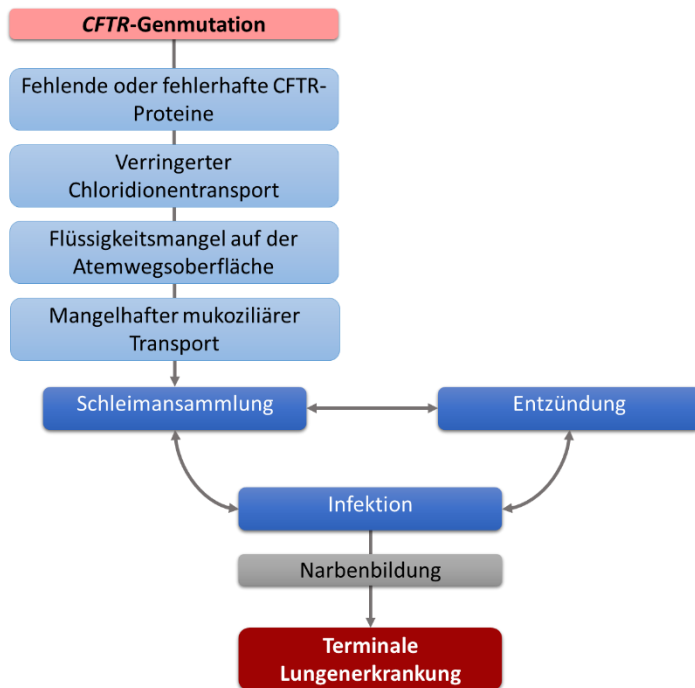 CFTR-Genmutation
Fehlende oder fehlerhafte CFTR-
Proteine
Verringerter
Chloridionentransport
Flüssigkeitsmangel auf der
Atemwegsoberfläche
Mangelhafter mukoziliärer
Transport
Schleimansammlung
Entzündung
Infektion
Narbenbildung
Terminale
Lungenerkrankung